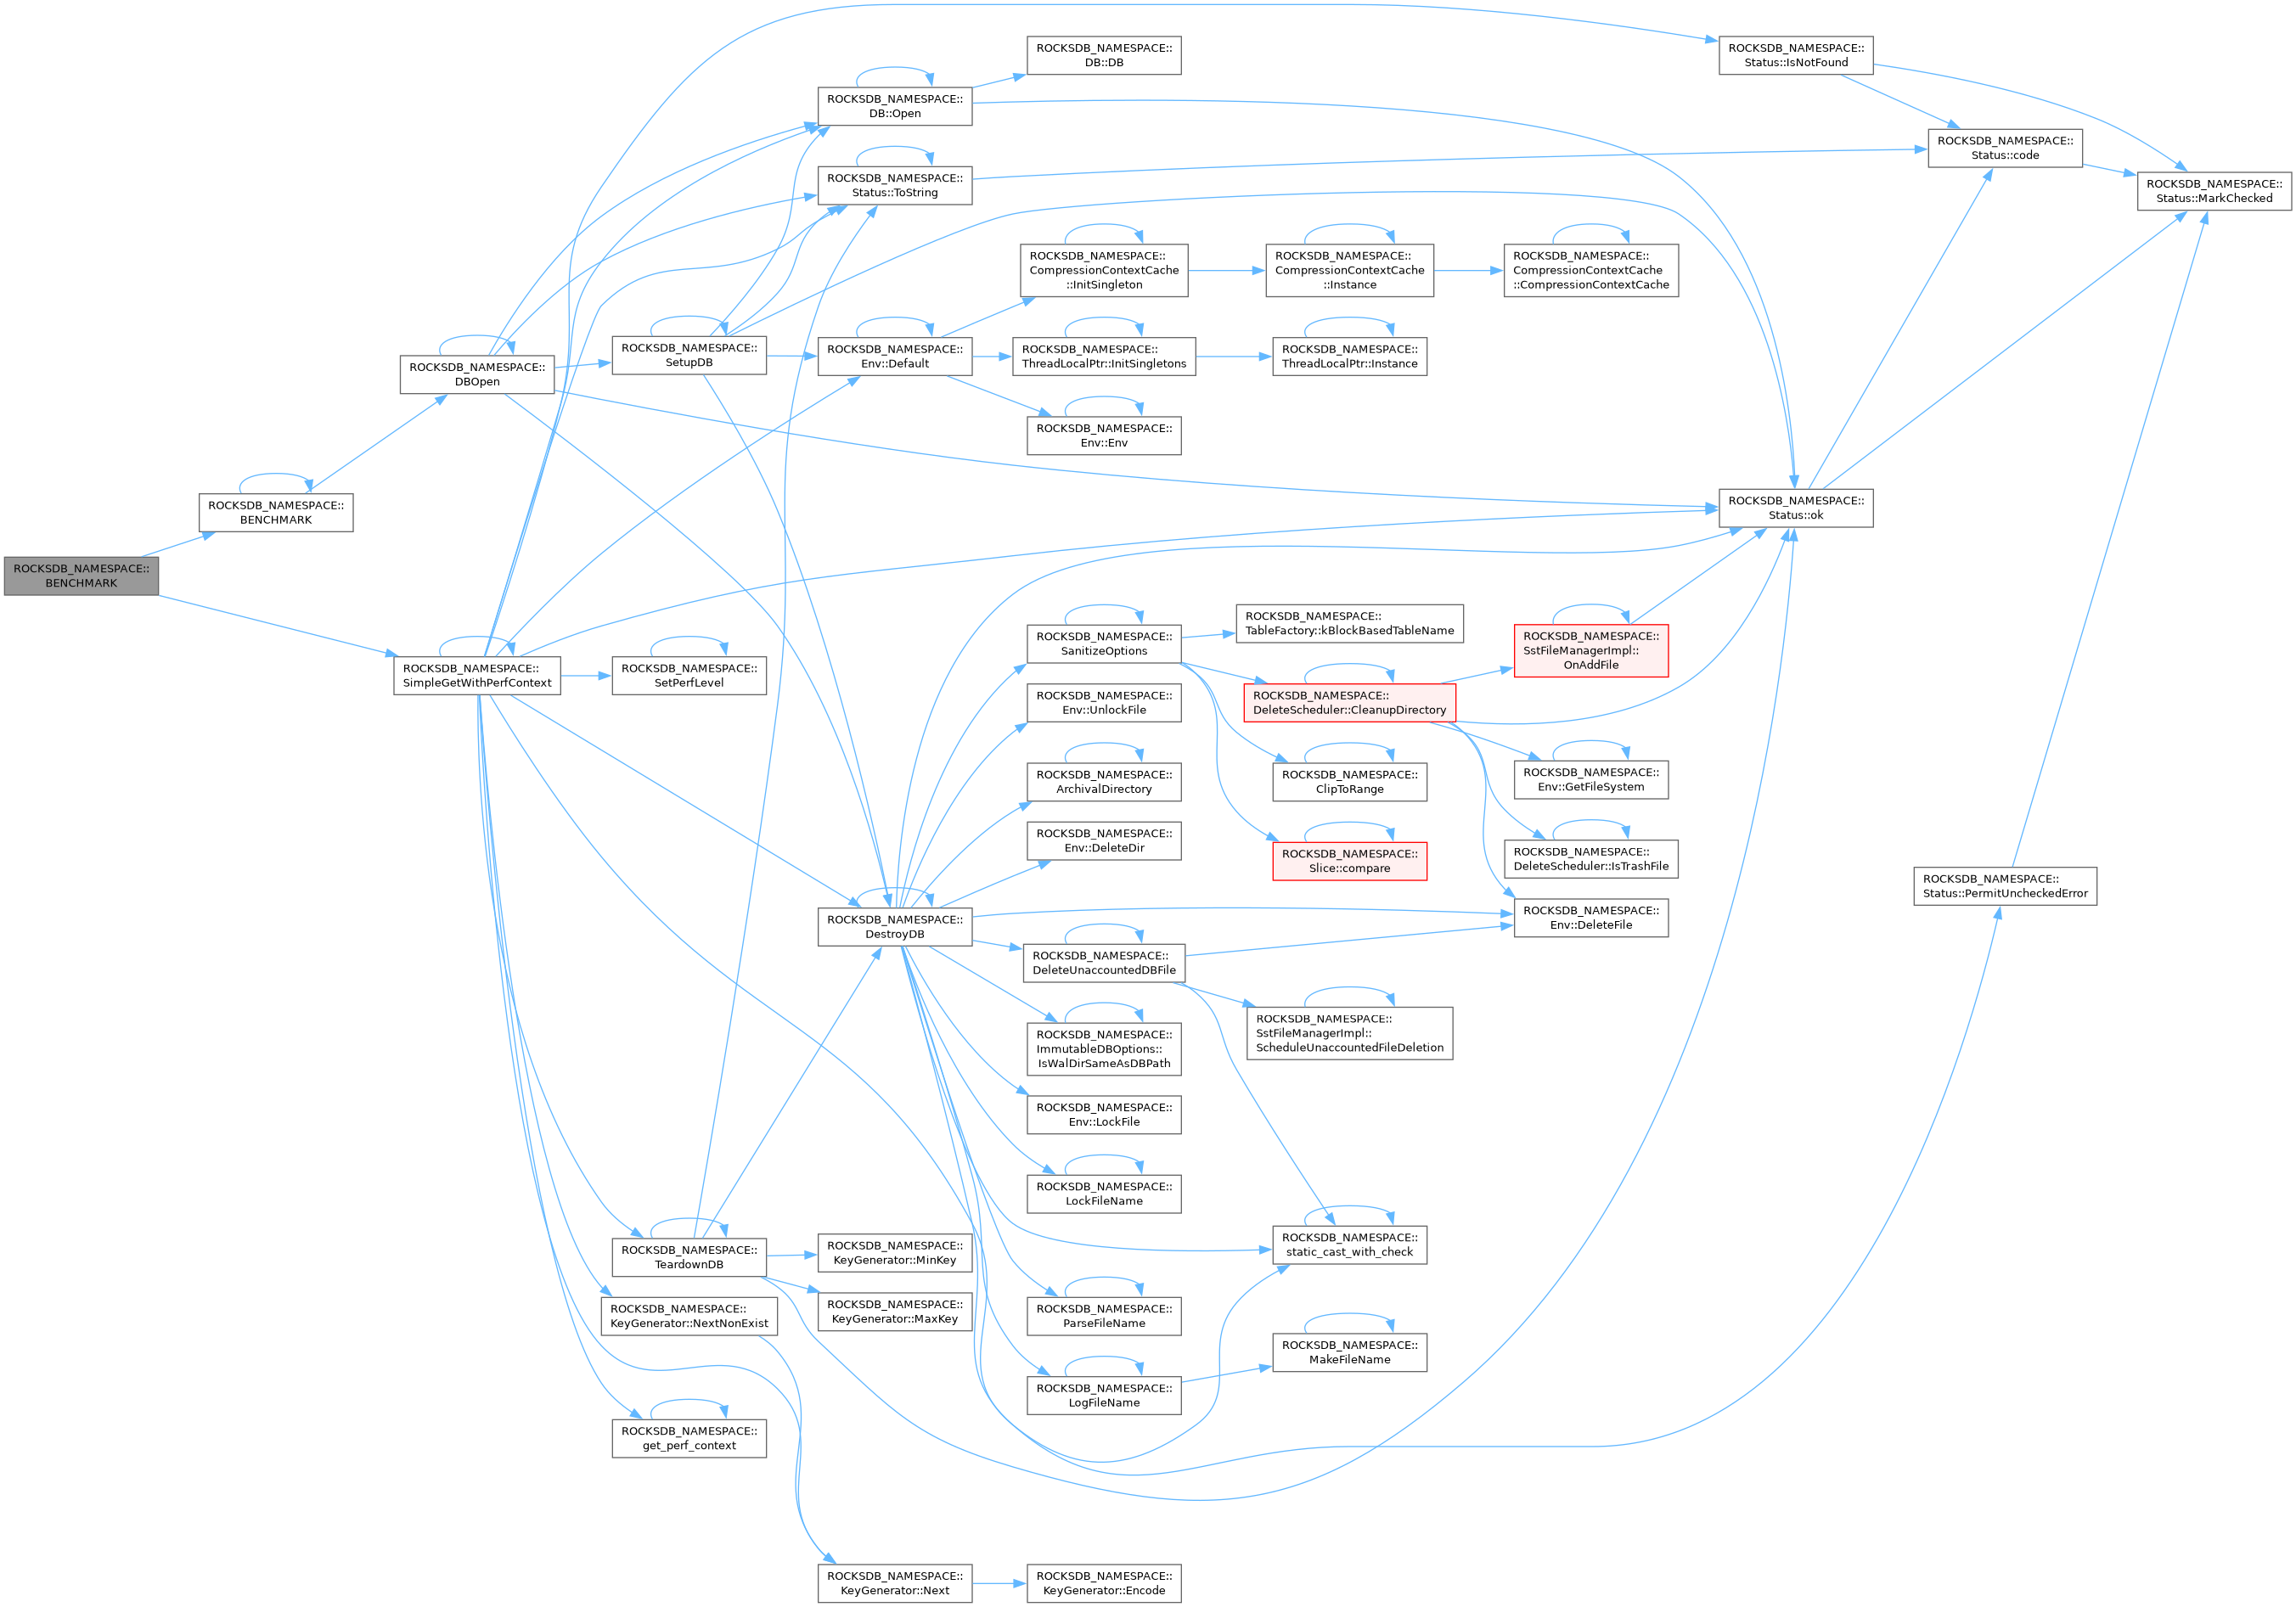 ROCKSDB_NAMESPACE::
BENCHMARK
ROCKSDB_NAMESPACE::
BENCHMARK
ROCKSDB_NAMESPACE::
DBOpen
ROCKSDB_NAMESPACE::
SimpleGetWithPerfContext
ROCKSDB_NAMESPACE::
SetupDB
ROCKSDB_NAMESPACE::
SetPerfLevel
ROCKSDB_NAMESPACE::
TeardownDB
ROCKSDB_NAMESPACE::
KeyGenerator::NextNonExist
ROCKSDB_NAMESPACE::
get_perf_context
ROCKSDB_NAMESPACE::
DB::Open
ROCKSDB_NAMESPACE::
Status::ToString
ROCKSDB_NAMESPACE::
Env::Default
ROCKSDB_NAMESPACE::
DestroyDB
ROCKSDB_NAMESPACE::
KeyGenerator::MinKey
ROCKSDB_NAMESPACE::
KeyGenerator::MaxKey
ROCKSDB_NAMESPACE::
KeyGenerator::Next
ROCKSDB_NAMESPACE::
DB::DB
ROCKSDB_NAMESPACE::
CompressionContextCache
::InitSingleton
ROCKSDB_NAMESPACE::
ThreadLocalPtr::InitSingletons
ROCKSDB_NAMESPACE::
Env::Env
ROCKSDB_NAMESPACE::
SanitizeOptions
ROCKSDB_NAMESPACE::
Env::UnlockFile
ROCKSDB_NAMESPACE::
ArchivalDirectory
ROCKSDB_NAMESPACE::
Env::DeleteDir
ROCKSDB_NAMESPACE::
DeleteUnaccountedDBFile
ROCKSDB_NAMESPACE::
ImmutableDBOptions::
IsWalDirSameAsDBPath
ROCKSDB_NAMESPACE::
Env::LockFile
ROCKSDB_NAMESPACE::
LockFileName
ROCKSDB_NAMESPACE::
ParseFileName
ROCKSDB_NAMESPACE::
LogFileName
ROCKSDB_NAMESPACE::
KeyGenerator::Encode
ROCKSDB_NAMESPACE::
CompressionContextCache
::Instance
ROCKSDB_NAMESPACE::
ThreadLocalPtr::Instance
ROCKSDB_NAMESPACE::
TableFactory::kBlockBasedTableName
ROCKSDB_NAMESPACE::
DeleteScheduler::CleanupDirectory
ROCKSDB_NAMESPACE::
ClipToRange
ROCKSDB_NAMESPACE::
Slice::compare
ROCKSDB_NAMESPACE::
SstFileManagerImpl::
ScheduleUnaccountedFileDeletion
ROCKSDB_NAMESPACE::
static_cast_with_check
ROCKSDB_NAMESPACE::
MakeFileName
ROCKSDB_NAMESPACE::
CompressionContextCache
::CompressionContextCache
ROCKSDB_NAMESPACE::
SstFileManagerImpl::
OnAddFile
ROCKSDB_NAMESPACE::
Env::GetFileSystem
ROCKSDB_NAMESPACE::
DeleteScheduler::IsTrashFile
ROCKSDB_NAMESPACE::
Env::DeleteFile
ROCKSDB_NAMESPACE::
Status::IsNotFound
ROCKSDB_NAMESPACE::
Status::ok
ROCKSDB_NAMESPACE::
Status::code
ROCKSDB_NAMESPACE::
Status::PermitUncheckedError
ROCKSDB_NAMESPACE::
Status::MarkChecked